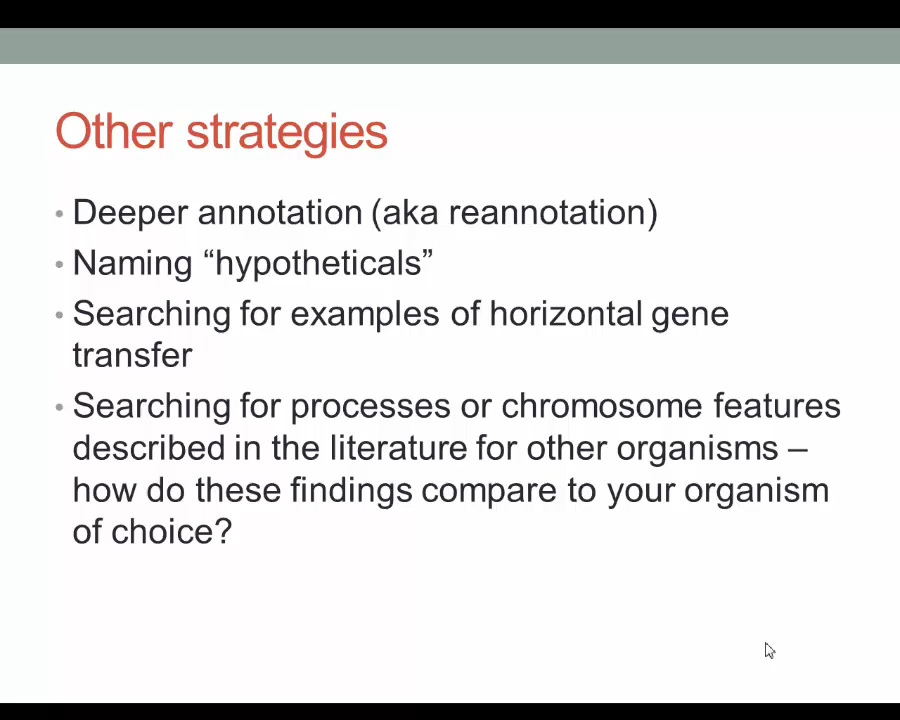 Other strategies
• Deeper annotation (aka reannotation)
• Naming “hypotheticals”
• Searching for examples of horizontal gene
transfer
• Searching for processes or chromosome features
described in the literature for other organisms –
how do these findings compare to your organism
of choice?